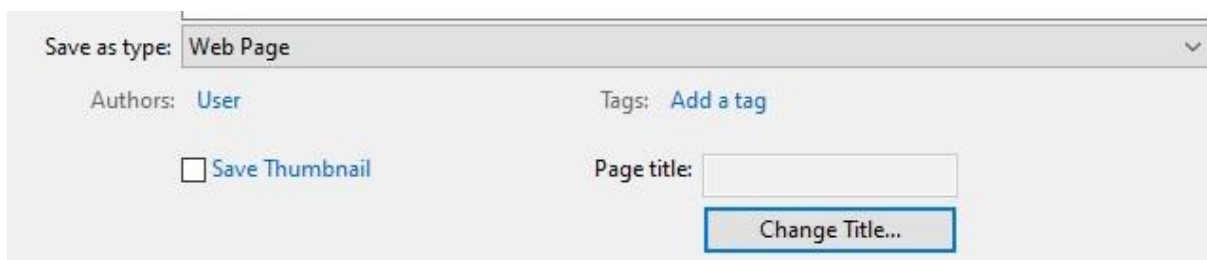 Save as type: Web Page
Authors: User Tags: Add a tag
Save Thumbnail Page title:
Change Title...